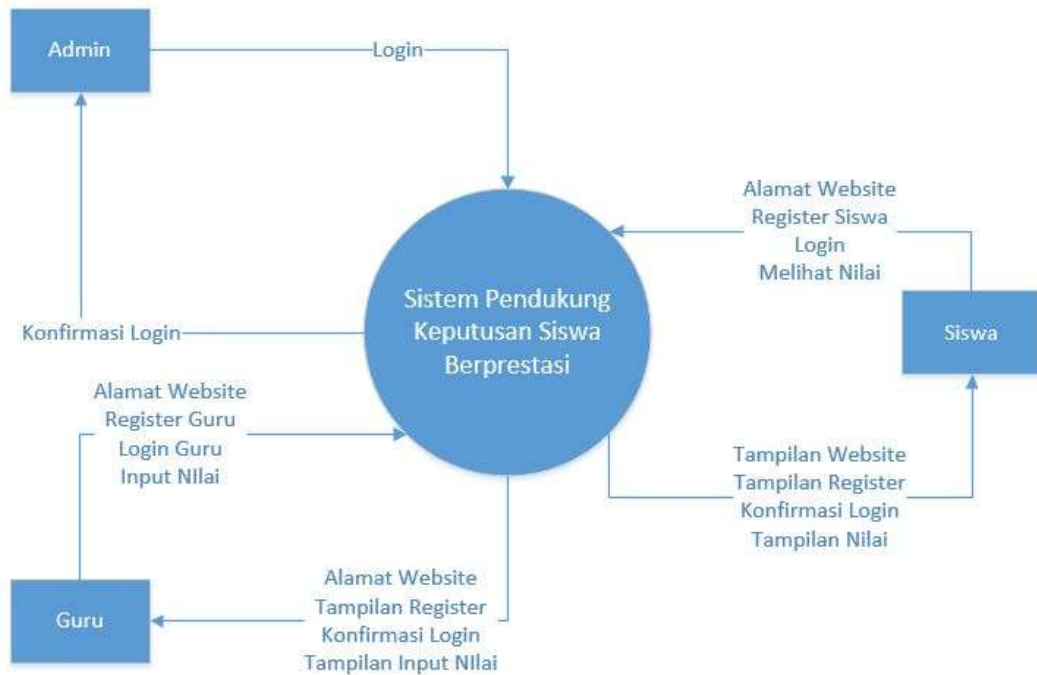 Admin
Login
Alamat Website
Register Siswa
Login
Melihat Nilai
Sistem Pendukung
Keputusan Siswa
Berprestasi
Siswa
Konfirmasi Login
Alamat Website
Register Guru
Login Guru
Input NIlai
Tampilan Website
Tampilan Register
Konfirmasi Login
Tampilan Nilai
Guru
Alamat Website
Tampilan Register
Konfirmasi Login
Tampilan Input NIlai